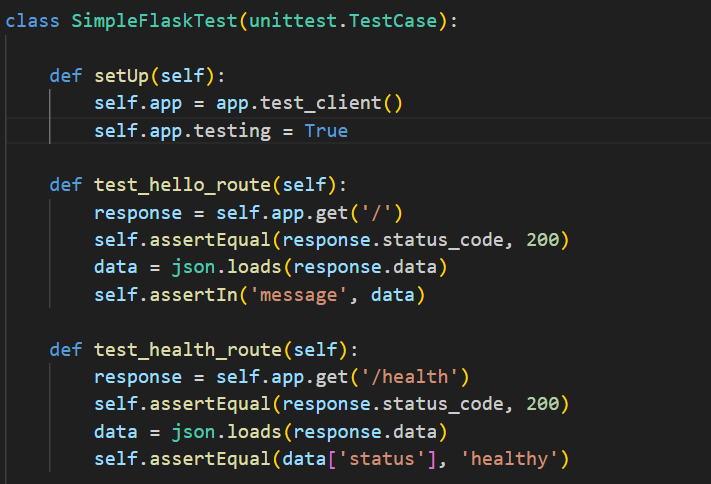 class SimpleFlaskTest(unittest.TestCase):
    def setUp(self):
        self.app = app.test_client()
        self.app.testing = True
    def test_hello_route(self):
        response = self.app.get('/')
        self.assertEqual(response.status_code, 200)
        data = json.loads(response.data)
        self.assertIn('message', data)
    def test_health_route(self):
        response = self.app.get('/health')
        self.assertEqual(response.status_code, 200)
        data = json.loads(response.data)
        self.assertEqual(data['status'], 'healthy')